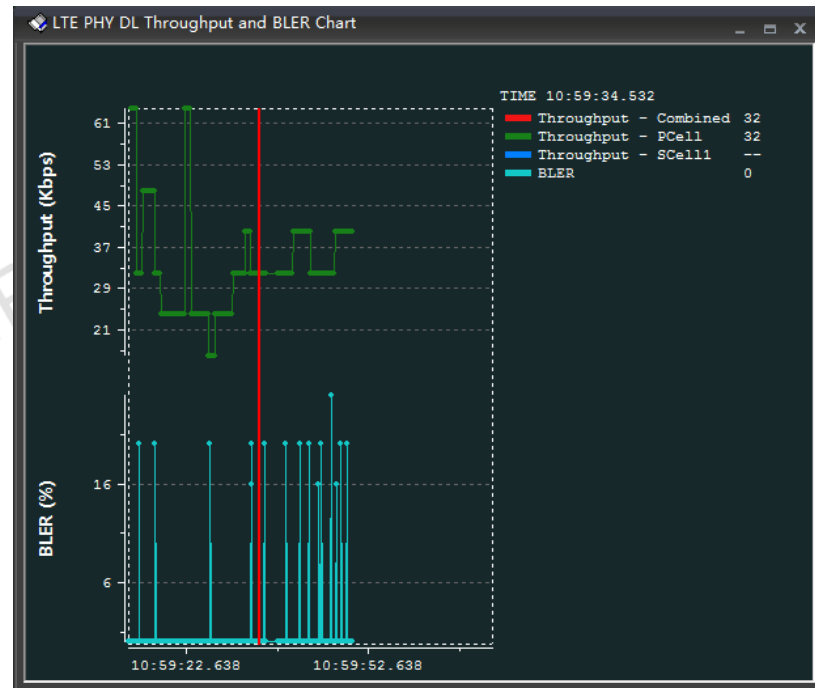 LTE PHY DL Throughput and BLER Chart
TIME 10:59:34.532
Throughput - Combined 32
Throughput - PCell 32
Throughput - SCell1 --
BLER 0
Throughput (Kbps)
61
53
45
37
29
21
BLER (%)
16
6
10:59:22.638 10:59:52.638